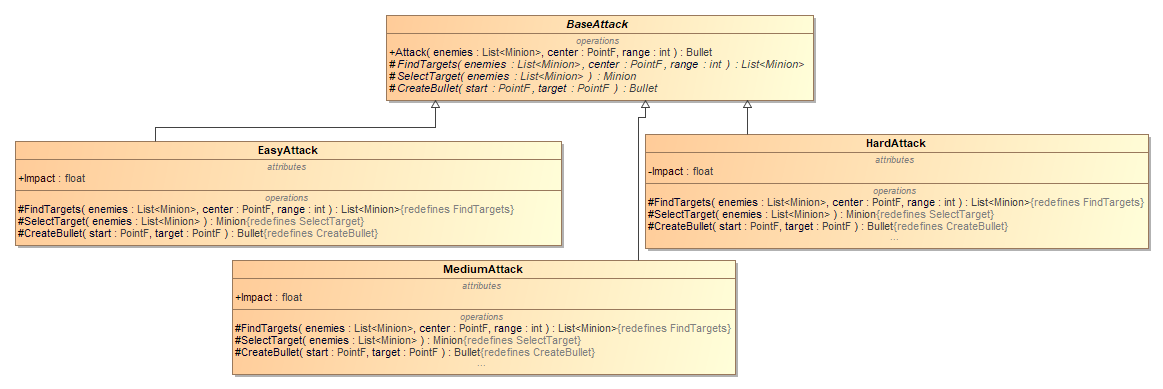 BaseAttack
operations
+Attack( enemies : List<Minion>, center : PointF, range : int ) : Bullet
#FindTargets( enemies : List<Minion>, center : PointF, range : int ) : List<Minion>
#SelectTarget( enemies : List<Minion> ) : Minion
#CreateBullet( start : PointF, target : PointF ) : Bullet
EasyAttack
attributes
+Impact : float
operations
#FindTargets( enemies : List<Minion>, center : PointF, range : int ) : List<Minion>{redefines FindTargets}
#SelectTarget( enemies : List<Minion> ) : Minion{redefines SelectTarget}
#CreateBullet( start : PointF, target : PointF ) : Bullet{redefines CreateBullet}
HardAttack
attributes
-Impact : float
operations
#FindTargets( enemies : List<Minion>, center : PointF, range : int ) : List<Minion>{redefines FindTargets}
#SelectTarget( enemies : List<Minion> ) : Minion{redefines SelectTarget}
#CreateBullet( start : PointF, target : PointF ) : Bullet{redefines CreateBullet}
...
MediumAttack
attributes
+Impact : float
operations
#FindTargets( enemies : List<Minion>, center : PointF, range : int ) : List<Minion>{redefines FindTargets}
#SelectTarget( enemies : List<Minion> ) : Minion{redefines SelectTarget}
#CreateBullet( start : PointF, target : PointF ) : Bullet{redefines CreateBullet}
...